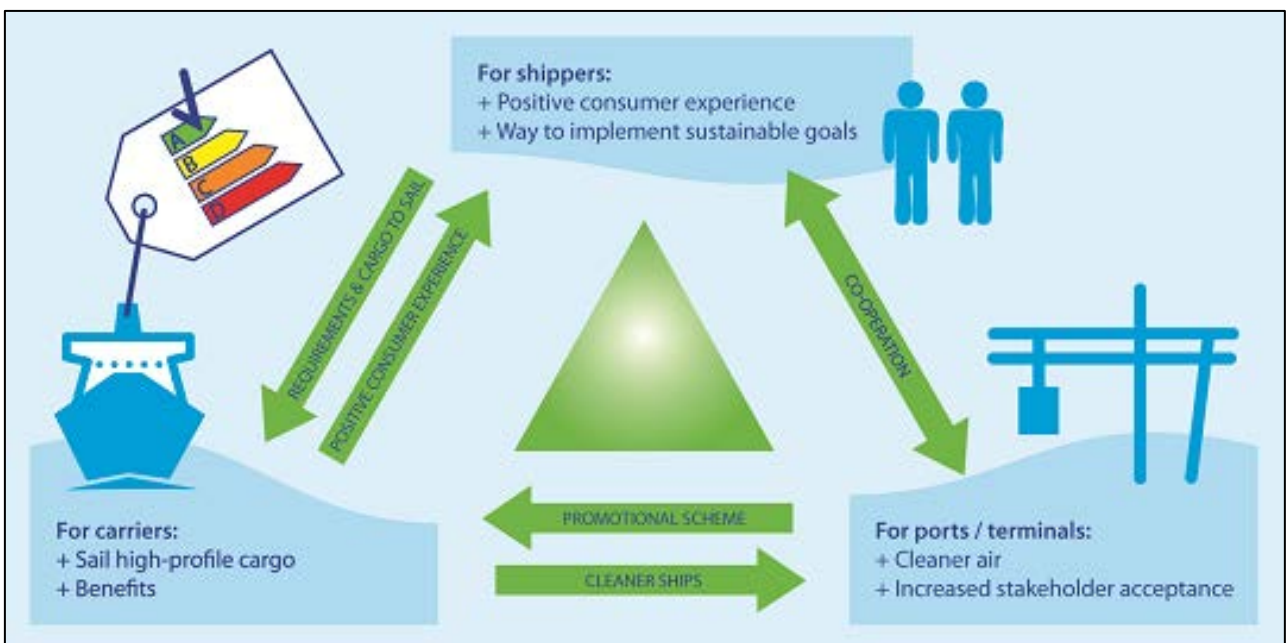 For shippers:
+ Positive consumer experience
+ Way to implement sustainable goals
A
B
C
D
REQUIREMENTS & CARGO TO SAIL
POSITIVE CONSUMER EXPERIENCE
CO-OPERATION
PROMOTIONAL SCHEME
CLEANER SHIPS
For carriers:
+ Sail high-profile cargo
+ Benefits
For ports / terminals:
+ Cleaner air
+ Increased stakeholder acceptance